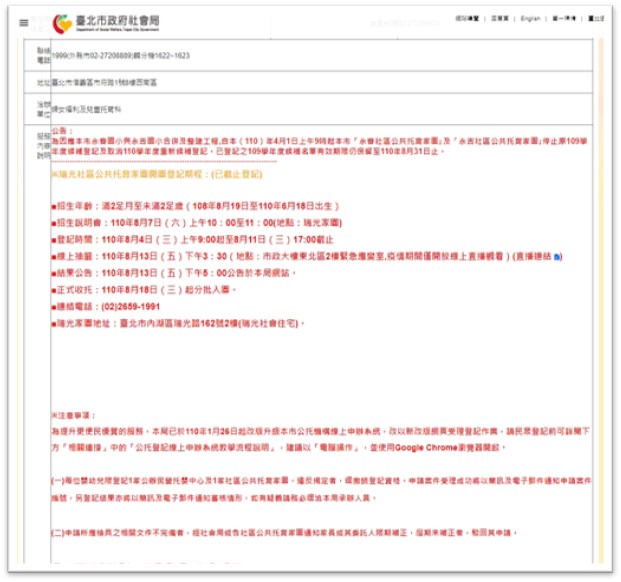 臺北市政府社會局
Department of Social Welfare, Taipei City Government
網站導覽 | 回首頁 | English | 單一陳情 | 臺北
聯絡電話 1999(外縣市02-27208889)轉分機1622~1623
地址 臺北市信義區市府路1號8樓西南區
單位 婦女福利及兒童托育科
服務內容說明
公告：
為因應本市永春國小與永吉國小合併及整建工程,自本（110）年4月1日上午9時起本市「永春社區公共托育家園」及「永吉社區公共托育家園」停止原109學
年度候補登記及取消110學年度重新候補登記，已登記之109學年度候補名單有效期限仍保留至110年8月31日止。
※瑞光社區公共托育家園開園登記期程：(已截止登記)
■招生年齡：滿2足月至未滿2足歲（108年8月19日至110年6月18日出生）
■招生說明會：110年8月7日（六）上午10：00至11：00(地點：瑞光家園)
■登記時間：110年8月4日（三）上午9:00起至8月11日（三）17:00截止
■線上抽籤：110年8月13日（五）下午3：30（地點：市政大樓東北區2樓緊急應變室,疫情期間僅開放線上直播觀看）(直播連結)
■結果公告：110年8月13日（五）下午5：00公告於本局網站。
■正式收托：110年8月18日（三）起分批入園。
■連絡電話：(02)2659-1991
■瑞光家園地址：臺北市內湖區瑞光路162號2樓(瑞光社會住宅)。
※注意事項：
為提升更便民優質的服務，本局已於110年1月26日起改版升級本市公托機構線上申辦系統，改以新改版網頁受理登記作業，請民眾登記前可詳閱下
方「相關連接」中的「公托登記線上申辦系統教學流程說明」，建議以「電腦操作」，並使用Google Chrome瀏覽器開啟。
(一)每位嬰幼兒限登記1家公辦民營托嬰中心及1家社區公共托育家園，違反規定者，取消登記資格，申請案件受理成功將以簡訊及電子郵件通知申請案件
編號，另登記結果亦將以簡訊及電子郵件通知審核情形，如有疑義請務必逕洽本局承辦人員。
(二)申請所應檢具之相關文件不完備者，經社會局或各社區公共托育家園通知家長或其委託人限期補正，屆期未補正者，駁回其申請。